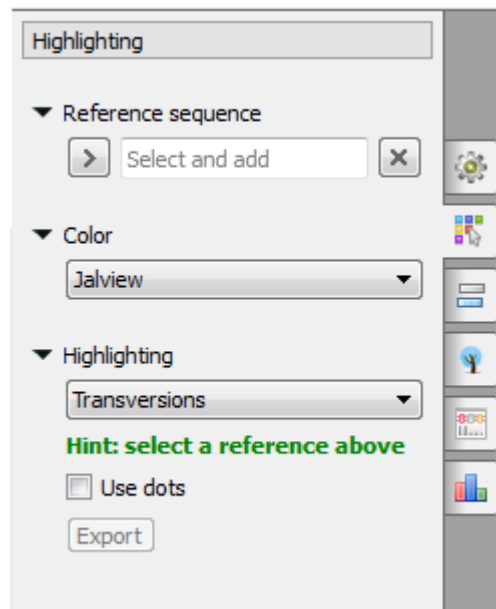 Highlighting
Reference sequence
Select and add
Color
Jalview
Highlighting
Transversions
Hint: select a reference above
Use dots
Export